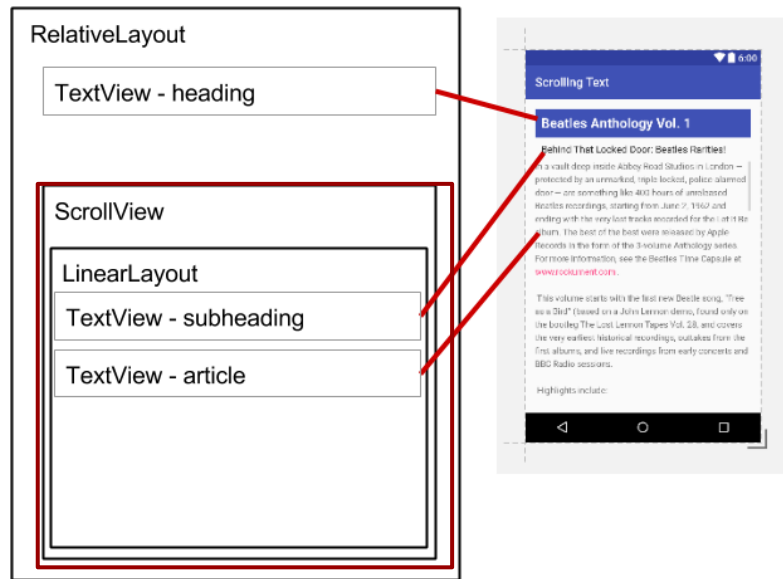 RelativeLayout
TextView - heading
ScrollView
LinearLayout
TextView - subheading
TextView - article
6:00
Scrolling Text
Beatles Anthology Vol. 1
Behind That Locked Door: Beatles Rarities!
In a vault deep inside Abbey Road Studios in London —
protected by an unmarked, triple locked, police alarmed
door — are something like 400 hours of unreleased
Beatles recordings, starting from June 2, 1962 and
ending with the very last tracks recorded for the Let It Be
album. The best of the best were released by Apple
Records in the form of the 3-volume Anthology series.
For more information, see the Beatles Time Capsule at
www.rockument.com.
This volume starts with the first new Beatle song, "Free
as a Bird" (based on a John Lennon demo, found only on
the bootleg The Lost Lennon Tapes Vol. 28, and covers
the very earliest historical recordings, outtakes from the
first albums, and live recordings from early concerts and
BBC Radio sessions.
Highlights include: